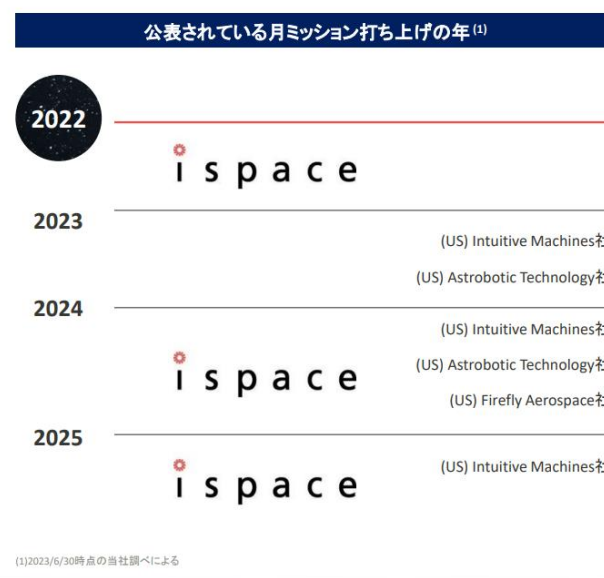 公表されている月ミッション打ち上げの年(1)
2022
ispace
2023
(US) Intuitive Machines社
(US) Astrobotic Technology社
2024
(US) Intuitive Machines社
ispace
(US) Astrobotic Technology社
(US) Firefly Aerospace社
2025
ispace
(US) Intuitive Machines社
(1)2023/6/30時点の当社調べによる